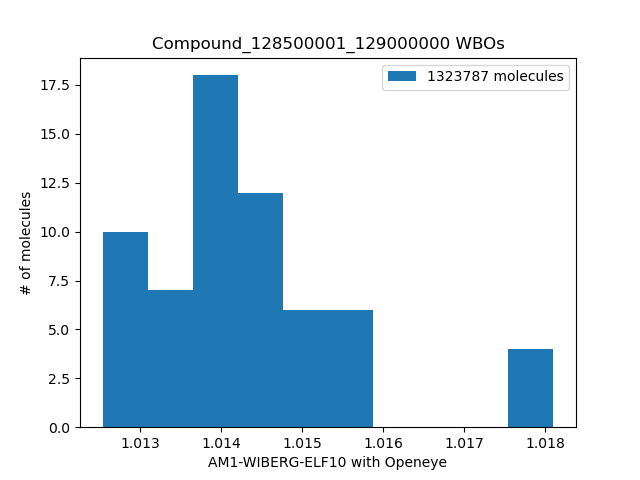 Compound_128500001_129000000 WBOs
1323787 molecules
# of molecules
17.5
15.0
12.5
10.0
7.5
5.0
2.5
0.0
1.013 1.014 1.015 1.016 1.017 1.018
AM1-WIBERG-ELF10 with Openeye